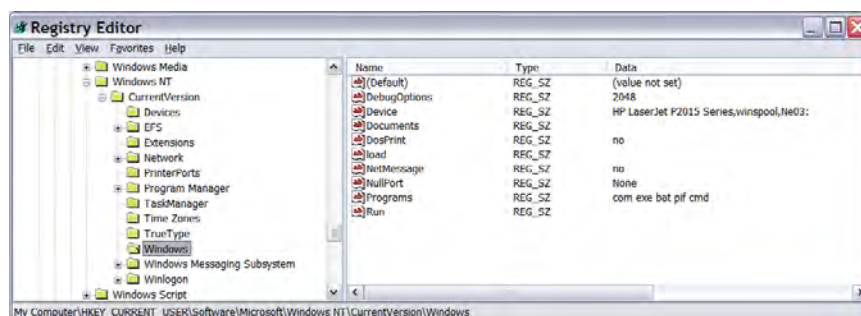 Registry Editor
File Edit View Favorites Help
Windows Media
Windows NT
CurrentVersion
Devices
EFS
Extensions
Network
PrinterPorts
Program Manager
TaskManager
Time Zones
TrueType
Windows
Windows Messaging Subsystem
Winlogon
Windows Script
Name Type Data
(Default) REG_SZ (value not set)
DebugOptions REG_SZ 2048
Device REG_SZ HP LaserJet P2015 Series,winspool,Ne03:
Documents REG_SZ
DosPrint REG_SZ no
load REG_SZ
NetMessage REG_SZ no
NullPort REG_SZ None
Programs REG_SZ com exe bat pif cmd
Run REG_SZ
My Computer\HKEY_CURRENT_USER\Software\Microsoft\Windows NT\CurrentVersion\Windows